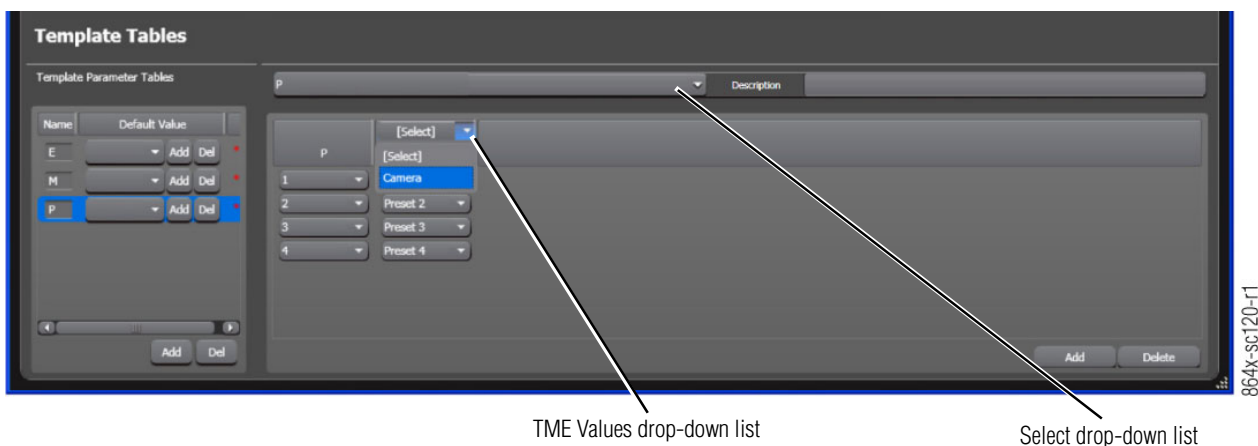 Template Tables
Template Parameter Tables
P
Description
Name Default Value
E Add Del *
M Add Del *
P Add Del *
Add Del
P [Select]
[Select]
1 Camera
2 Preset 2
3 Preset 3
4 Preset 4
Add Delete
TME Values drop-down list
Select drop-down list
864x-sc120-r1